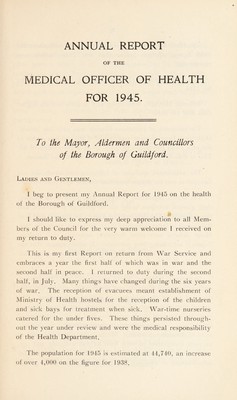 ANNUAL REPORT
OF THE
MEDICAL OFFICER OF HEALTH
FOR 1945.
To the Mayor, Aldermen and Councillors
of the Borough of Guildford.
LADIES AND GENTLEMEN,
I beg to present my Annual Report for 1945 on the health
of the Borough of Guildford.
I should like to express my deep appreciation to all Mem-
bers of the Council for the very warm welcome I received on
my return to duty.
This is my first Report on return from War Service and
embraces a year the first half of which was in war and the
second half in peace. I returned to duty during the second
half, in July. Many things have changed during the six years
of war. The reception of evacuees meant establishment of
Ministry of Health hostels for the reception of the children
and sick bays for treatment when sick. War-time nurseries
catered for the under fives. These things persisted through-
out the year under review and were the medical responsibility
of the Health Department.
The population for 1945 is estimated at 44,740, an increase
of over 4,000 on the figure for 1938.